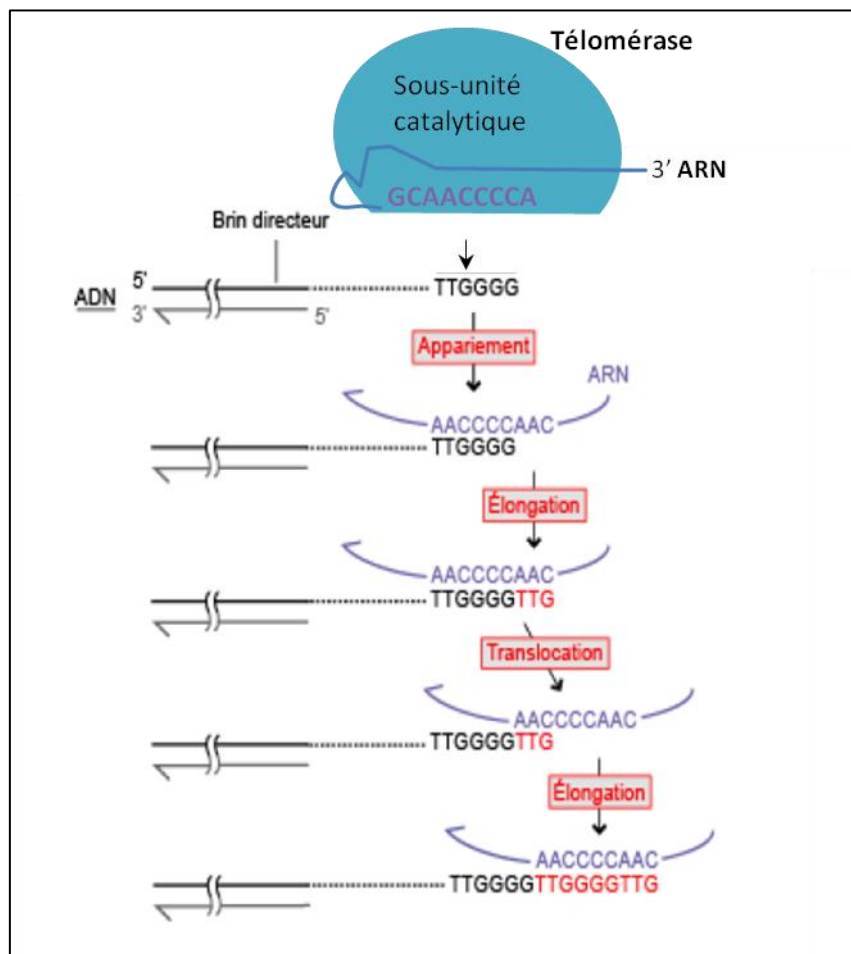 Télomérase
Sous-unité
catalytique
3' ARN
GCAACCCCA
Brin directeur
5'
TTGGGG
ADN
3'
5'
Appariement
ARN
AACCCCAAC
TTGGGG
Élongation
AACCCCAAC
TTGGGGTTG
Translocation
AACCCCAAC
TTGGGGTTG
Élongation
AACCCCAAC
TTGGGGTTGGGGTTG